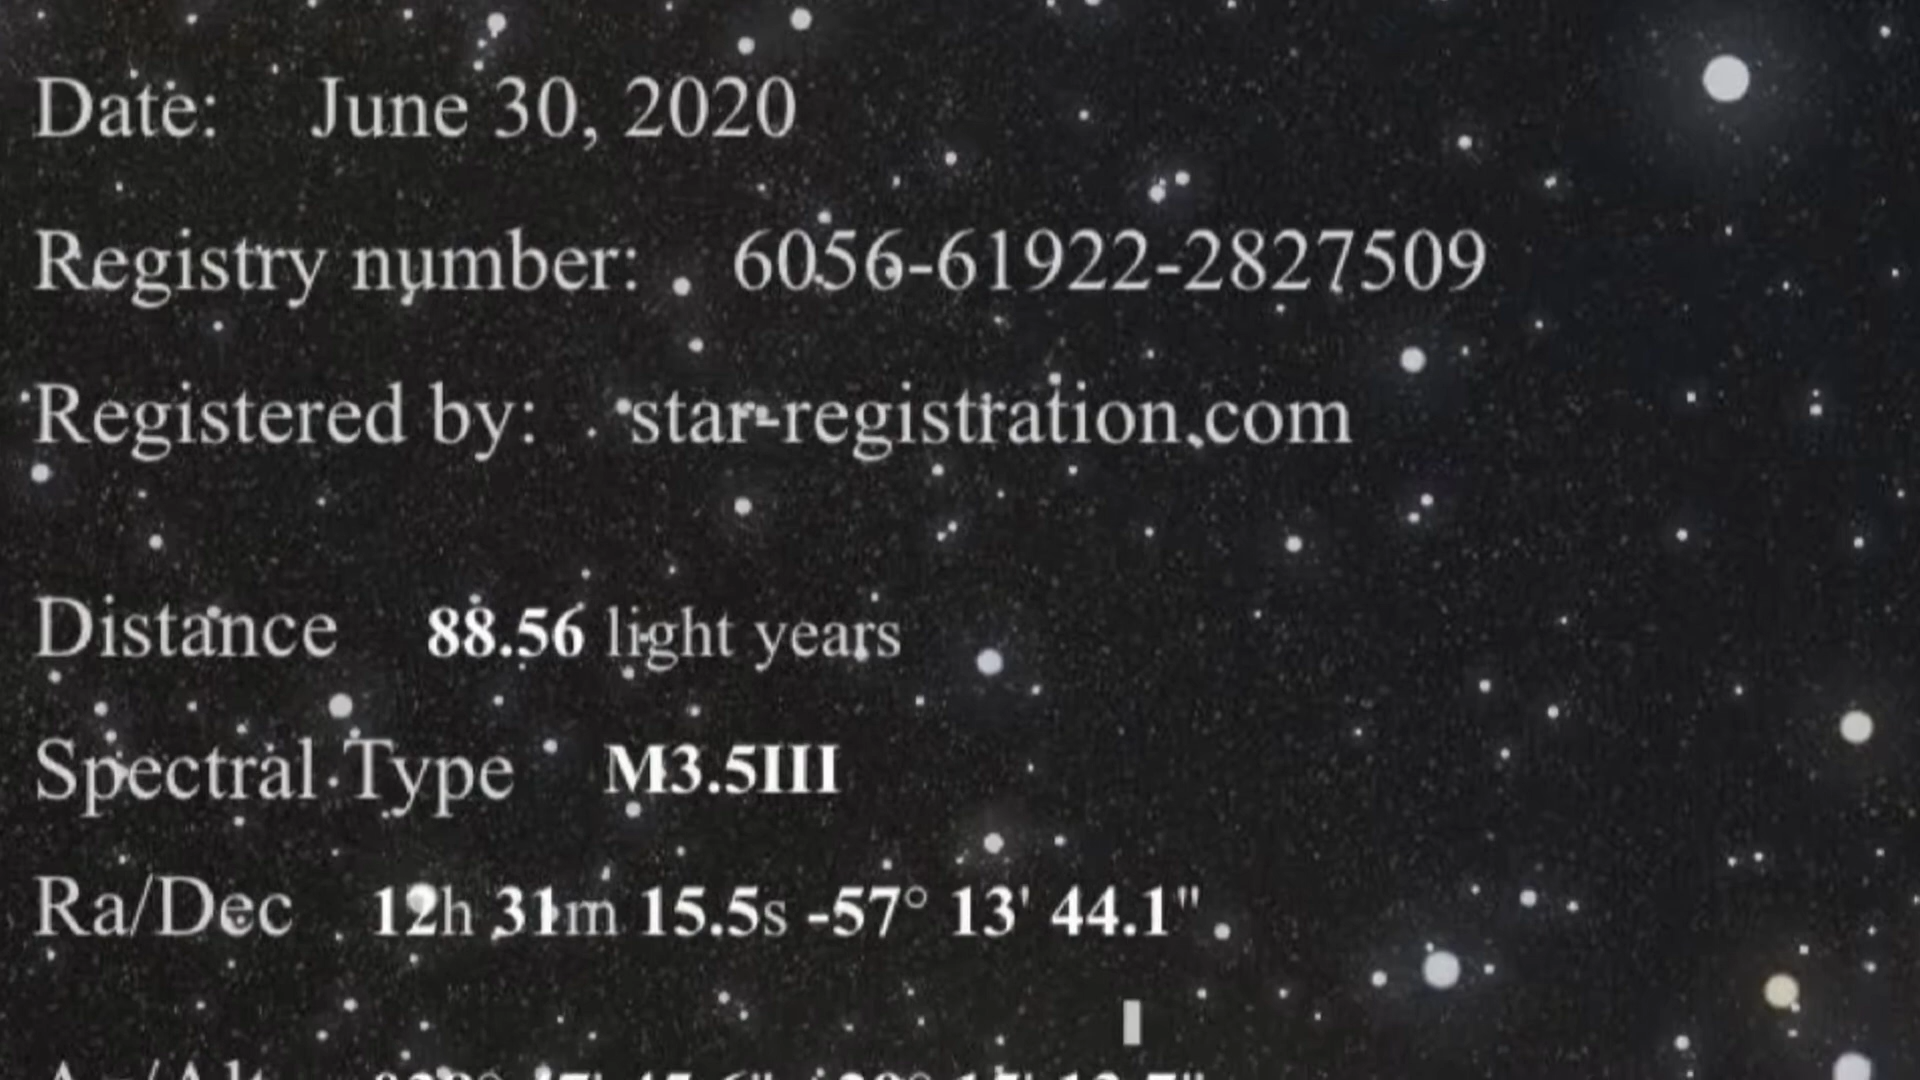 Date: June 30, 2020
Registry number: 6056-61922-2827509
Registered by: star-registration.com
Distance 88.56 light years
Spectral Type M3.5III
Ra/Dec 12h 31m 15.5s -57° 13' 44.1"